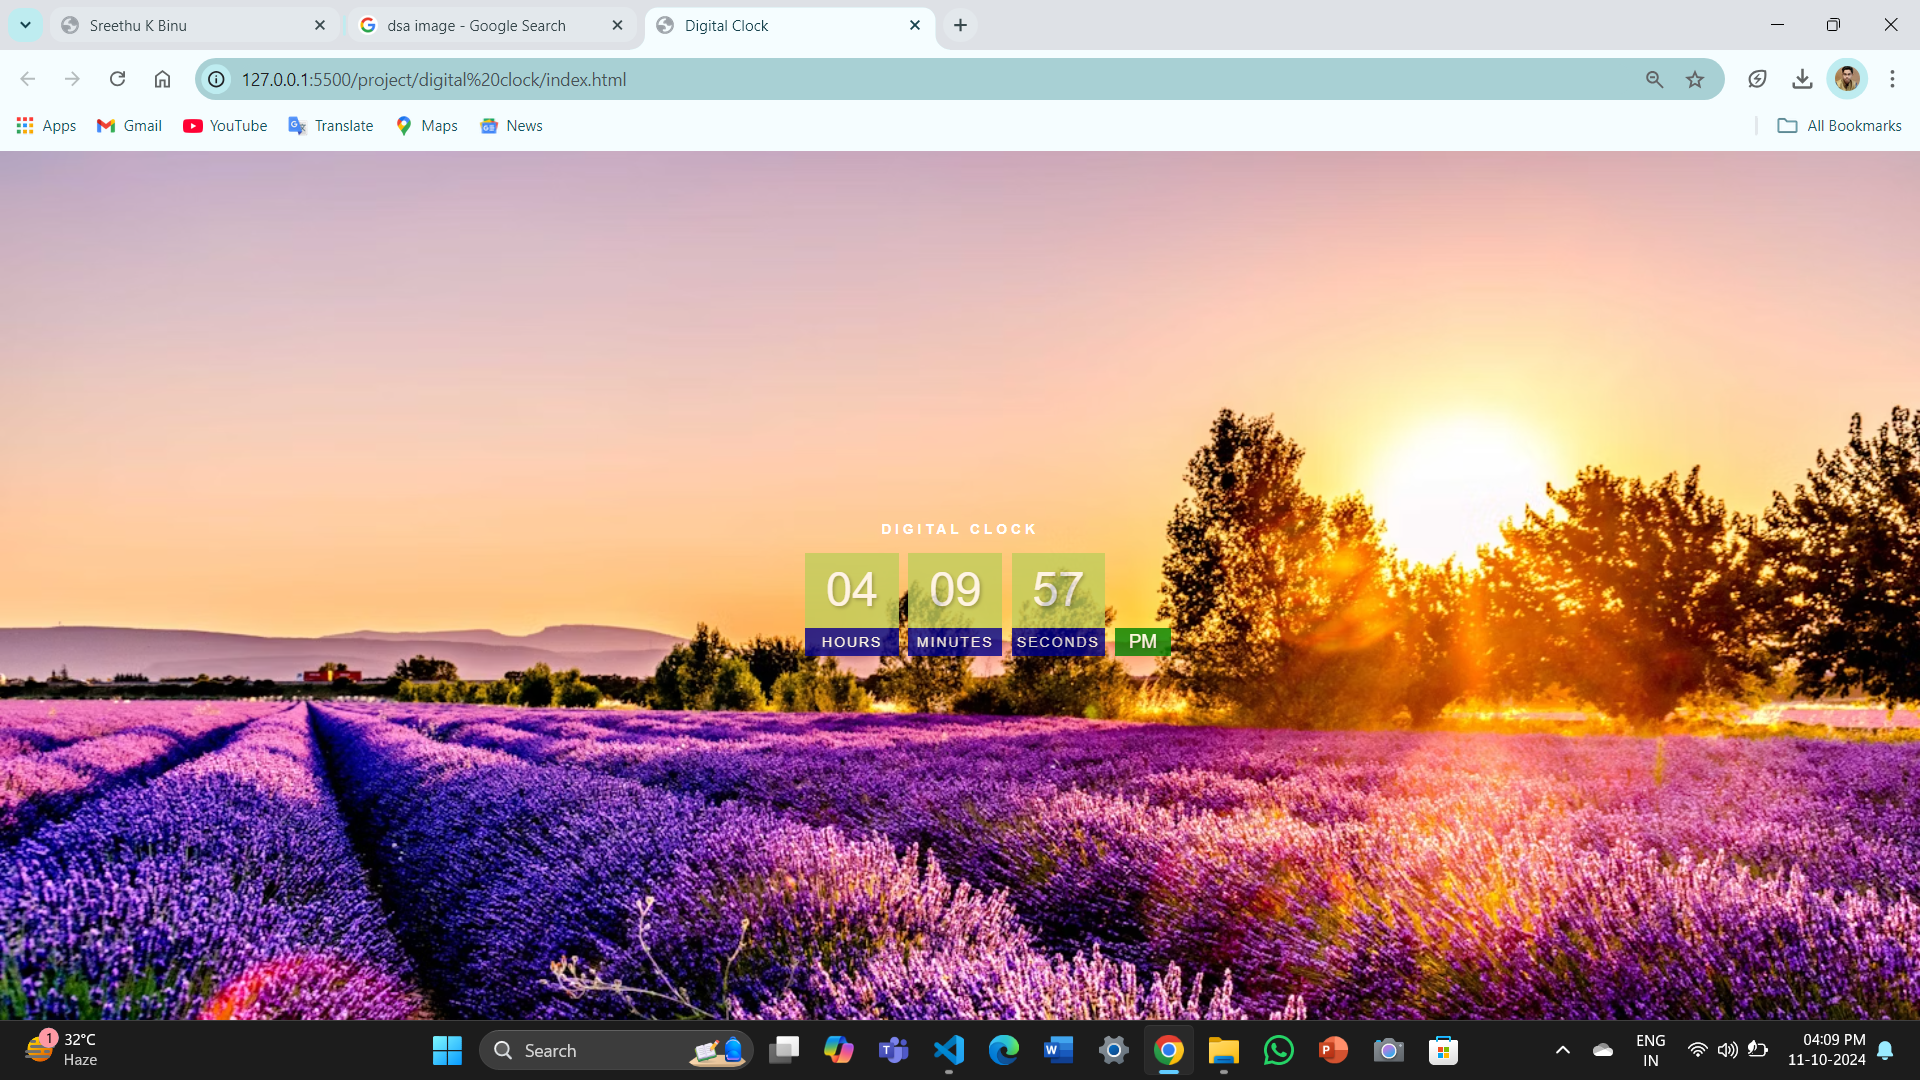 Sreethu K Binu
dsa image - Google Search
Digital Clock
127.0.0.1:5500/project/digital%20clock/index.html
Apps
Gmail
YouTube
Translate
Maps
News
All Bookmarks
DIGITAL CLOCK
04 09 57
HOURS MINUTES SECONDS PM
1
32°C
Haze
Search
ENG
IN
04:09 PM
11-10-2024